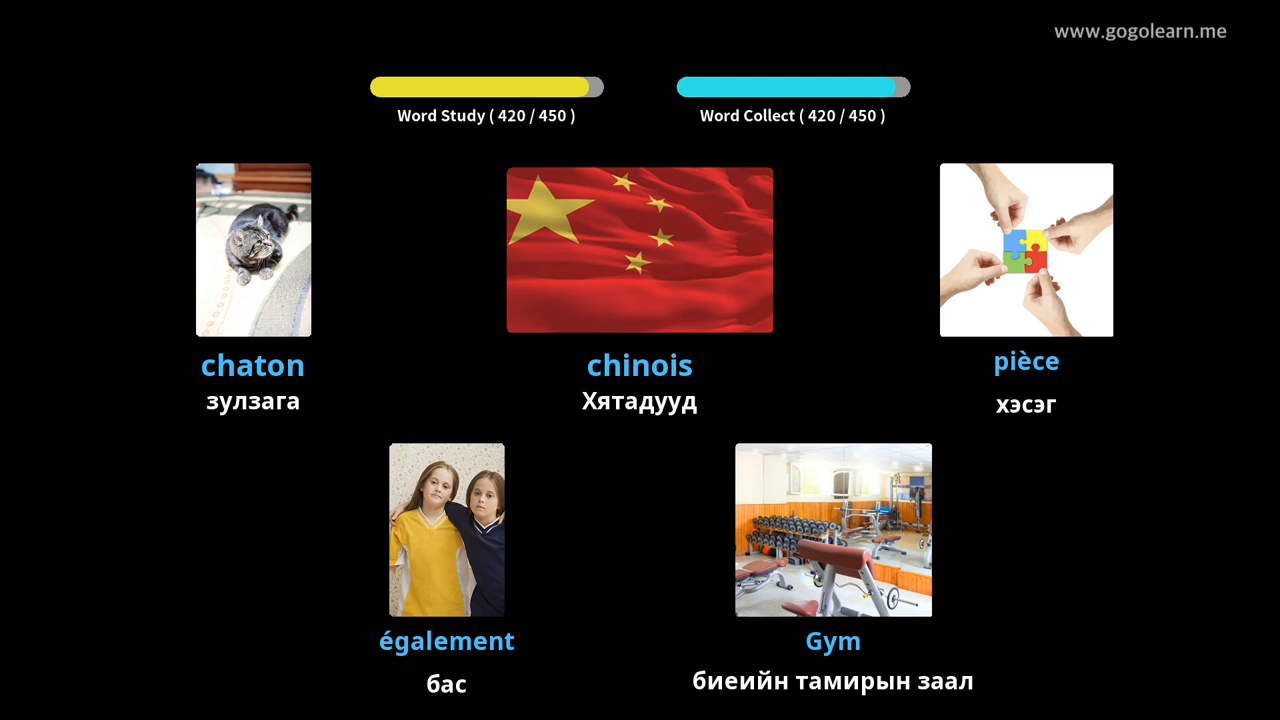 www.gogolearn.me
Word Study ( 420 / 450 )
Word Collect ( 420 / 450 )
chaton
зулзага
chinois
Хятадууд
pièce
хэсэг
également
бас
Gym
биеийн тамирын заал